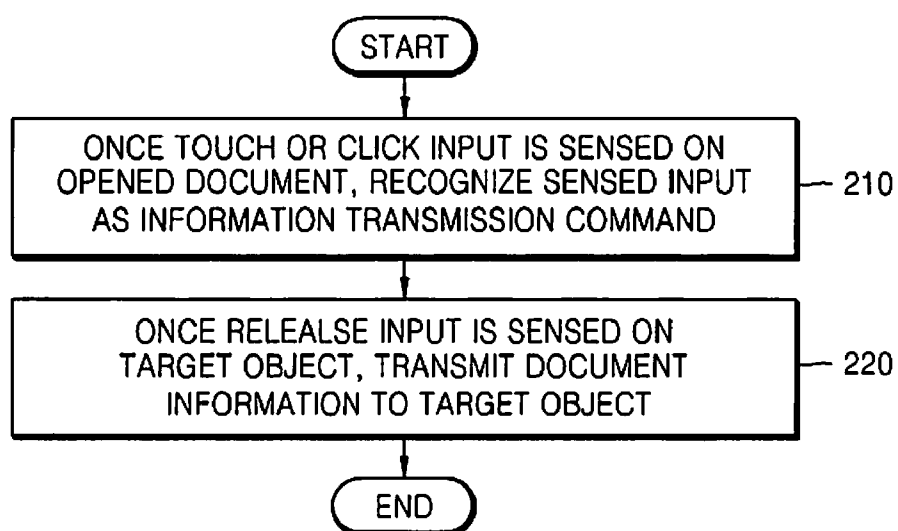 START
ONCE TOUCH OR CLICK INPUT IS SENSED ON
OPENED DOCUMENT, RECOGNIZE SENSED INPUT
AS INFORMATION TRANSMISSION COMMAND
210
ONCE RELEALSE INPUT IS SENSED ON
TARGET OBJECT, TRANSMIT DOCUMENT
INFORMATION TO TARGET OBJECT
220
END